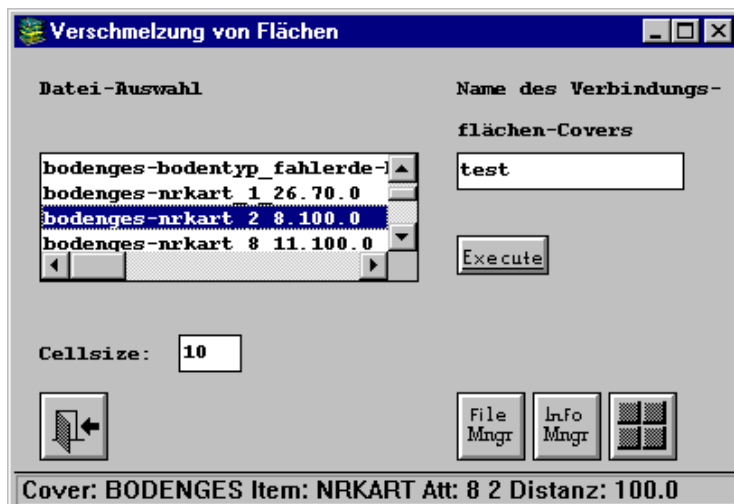 Verschmelzung von Flächen
Datei-Auswahl
Name des Verbindungs-
flächen-Covers
bodenges-bodentyp_fahlerde-
bodenges-nrkart_1_26.70.0
bodenges-nrkart_2_8.100.0
bodenges-nrkart_8_11.100.0
test
Execute
Cellsize: 10
File
Mngr
Info
Mngr
Cover: BODENGES Item: NRKART Att: 8 2 Distanz: 100.0